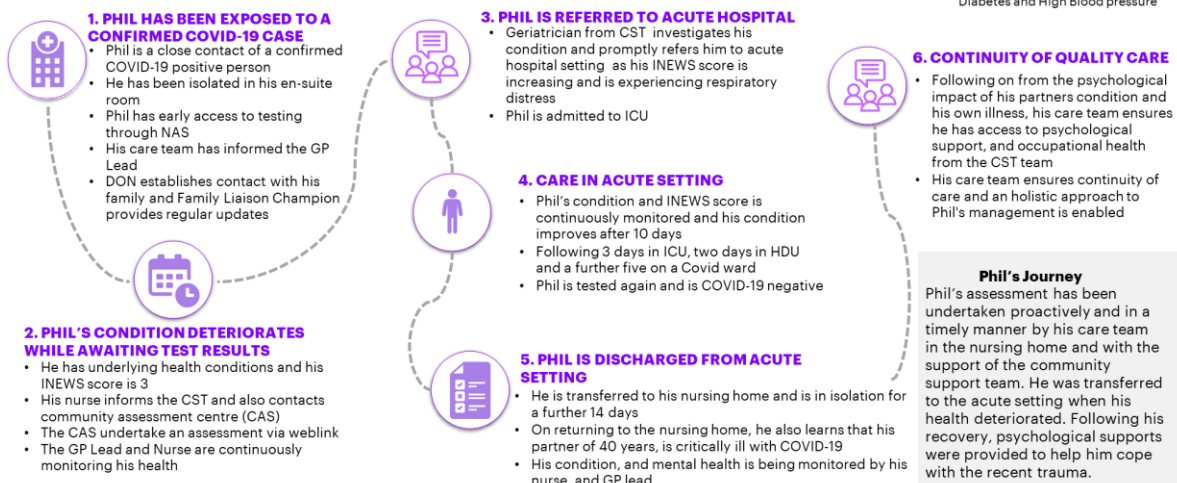 Diabetes and High Blood pressure
1. PHIL HAS BEEN EXPOSED TO A
CONFIRMED COVID-19 CASE
• Phil is a close contact of a confirmed
COVID-19 positive person
• He has been isolated in his en-suite
room
• Phil has early access to testing
through NAS
• His care team has informed the GP
Lead
• DON establishes contact with his
family and Family Liaison Champion
provides regular updates
2. PHIL'S CONDITION DETERIORATES
WHILE AWAITING TEST RESULTS
• He has underlying health conditions and his
INEWS score is 3
• His nurse informs the CST and also contacts
community assessment centre (CAS)
• The CAS undertake an assessment via weblink
• The GP Lead and Nurse are continuously
monitoring his health
3. PHIL IS REFERRED TO ACUTE HOSPITAL
• Geriatrician from CST investigates his
condition and promptly refers him to acute
hospital setting as his INEWS score is
increasing and is experiencing respiratory
distress
• Phil is admitted to ICU
4. CARE IN ACUTE SETTING
• Phil's condition and INEWS score is
continuously monitored and his condition
improves after 10 days
• Following 3 days in ICU, two days in HDU
and a further five on a Covid ward
• Phil is tested again and is COVID-19 negative
5. PHIL IS DISCHARGED FROM ACUTE
SETTING
• He is transferred to his nursing home and is in isolation for
a further 14 days
• On returning to the nursing home, he also learns that his
partner of 40 years, is critically ill with COVID-19
• His condition, and mental health is being monitored by his
nurse, and GP lead
6. CONTINUITY OF QUALITY CARE
• Following on from the psychological
impact of his partners condition and
his own illness, his care team ensures
he has access to psychological
support, and occupational health
from the CST team
• His care team ensures continuity of
care and an holistic approach to
Phil's management is enabled
Phil's Journey
Phil's assessment has been
undertaken proactively and in a
timely manner by his care team
in the nursing home and with the
support of the community
support team. He was transferred
to the acute setting when his
health deteriorated. Following his
recovery, psychological supports
were provided to help him cope
with the recent trauma.